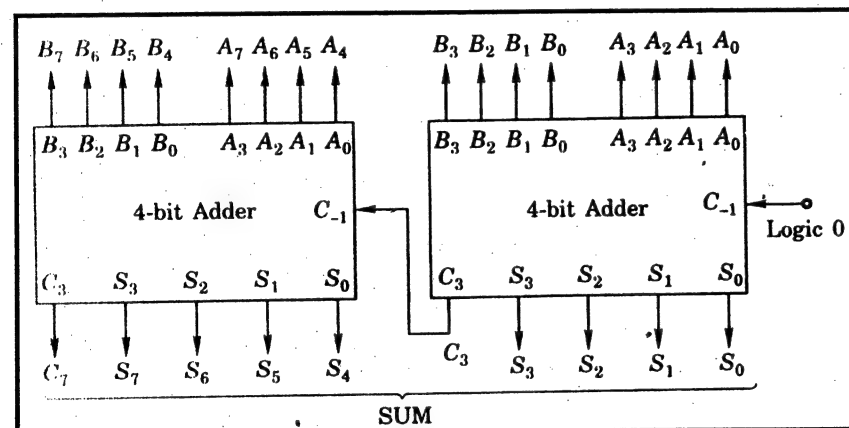 B₇ B₆ B₅ B₄ A₇ A₆ A₅ A₄ B₃ B₂ B₁ B₀ A₃ A₂ A₁ A₀
B₃ B₂ B₁ B₀ A₃ A₂ A₁ A₀ B₃ B₂ B₁ B₀ A₃ A₂ A₁ A₀
4-bit Adder C₋₁ 4-bit Adder C₋₁
Logic 0
C₃ S₃ S₂ S₁ S₀ C₃ S₃ S₂ S₁ S₀
C₇ S₇ S₆ S₅ S₄ C₃ S₃ S₂ S₁ S₀
SUM